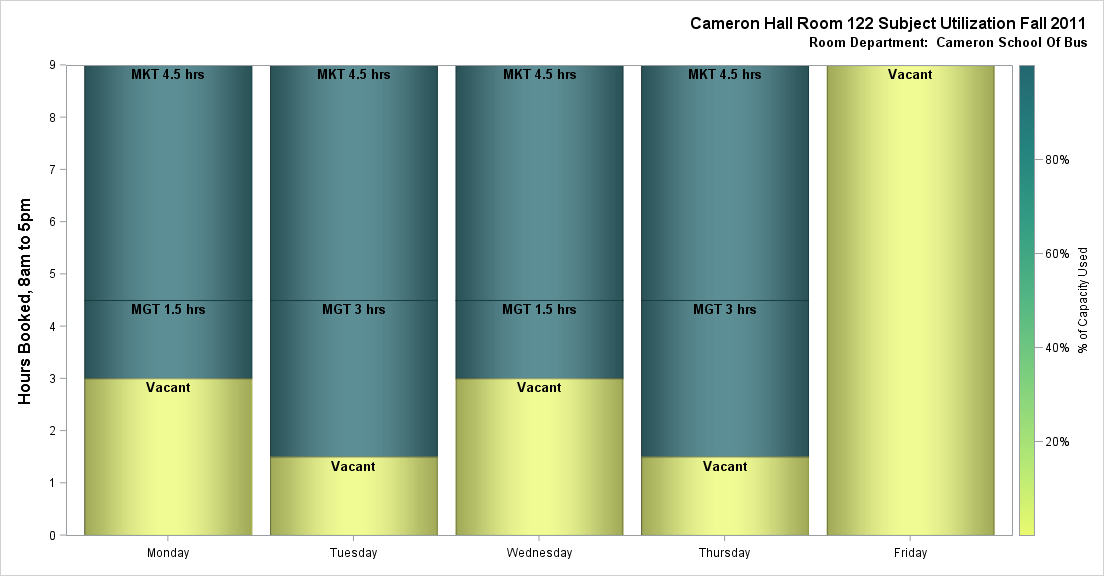 Cameron Hall Room 122 Subject Utilization Fall 2011
Room Department:  Cameron School Of Bus
Hours Booked, 8am to 5pm
9
8
7
6
5
4
3
2
1
0
MKT 4.5 hrs
MGT 1.5 hrs
Vacant
MKT 4.5 hrs
MGT 3 hrs
Vacant
MKT 4.5 hrs
MGT 1.5 hrs
Vacant
MKT 4.5 hrs
MGT 3 hrs
Vacant
Vacant
Monday
Tuesday
Wednesday
Thursday
Friday
80%
60%
40%
20%
% of Capacity Used